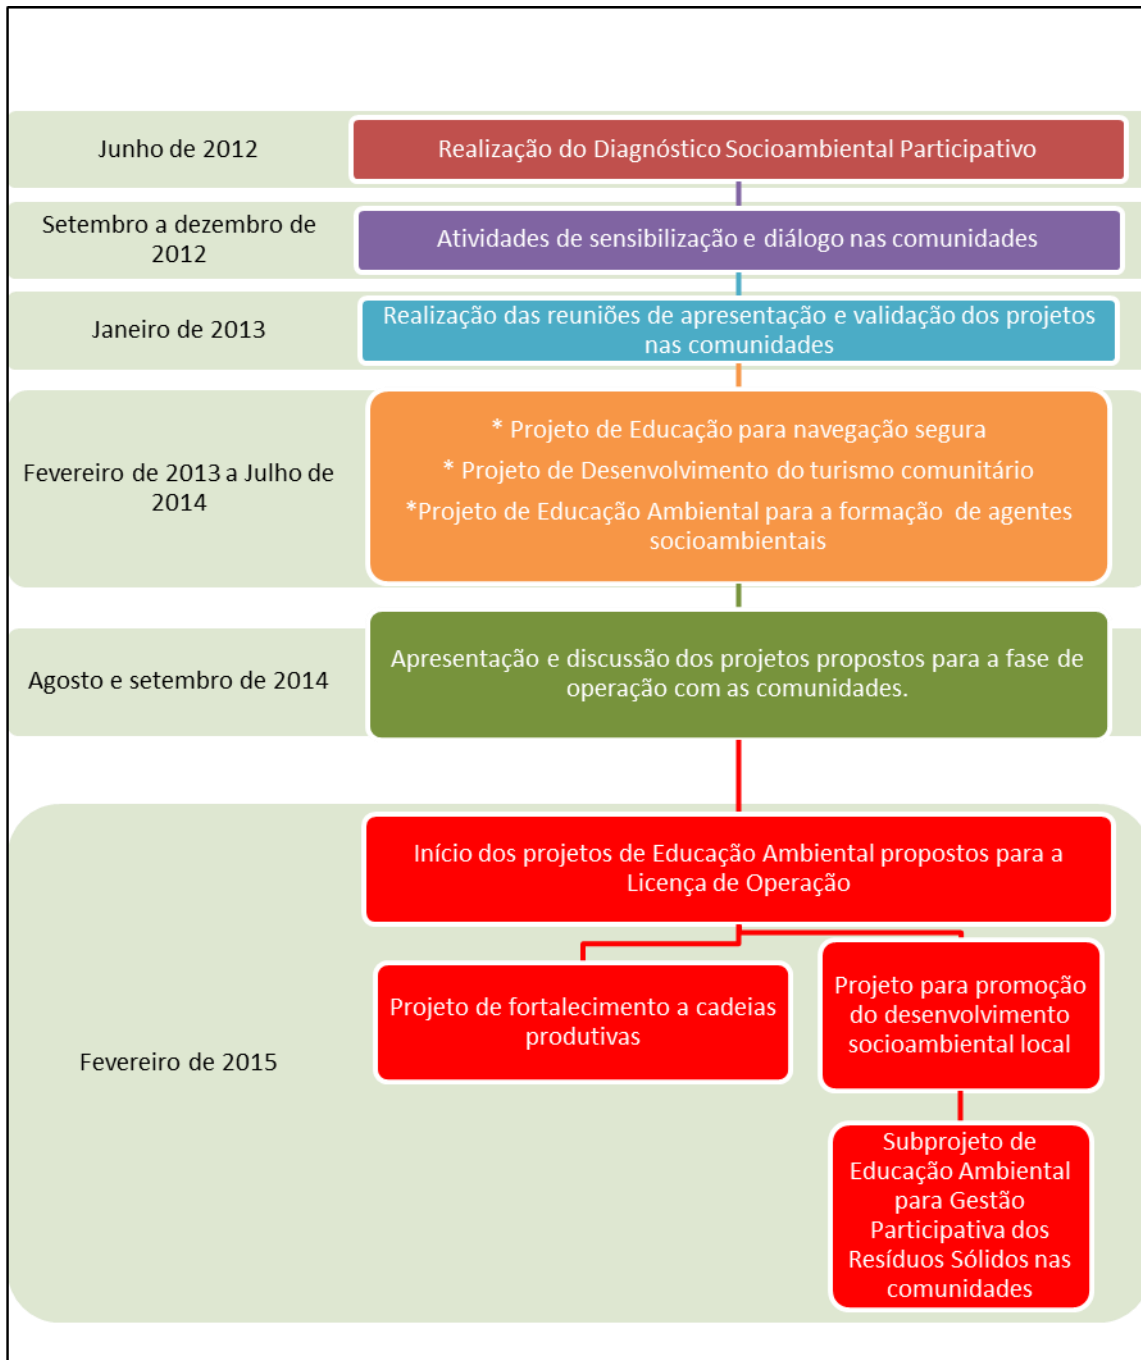 Junho de 2012
Realização do Diagnóstico Socioambiental Participativo
Setembro a dezembro de
2012
Atividades de sensibilização e diálogo nas comunidades
Janeiro de 2013
Realização das reuniões de apresentação e validação dos projetos
nas comunidades
Fevereiro de 2013 a Julho de
2014
* Projeto de Educação para navegação segura
* Projeto de Desenvolvimento do turismo comunitário
*Projeto de Educação Ambiental para a formação de agentes
socioambientais
Agosto e setembro de 2014
Apresentação e discussão dos projetos propostos para a fase de
operação com as comunidades.
Fevereiro de 2015
Início dos projetos de Educação Ambiental propostos para a
Licença de Operação
Projeto de fortalecimento a cadeias
produtivas
Projeto para promoção
do desenvolvimento
socioambiental local
Subprojeto de
Educação Ambiental
para Gestão
Participativa dos
Resíduos Sólidos nas
comunidades